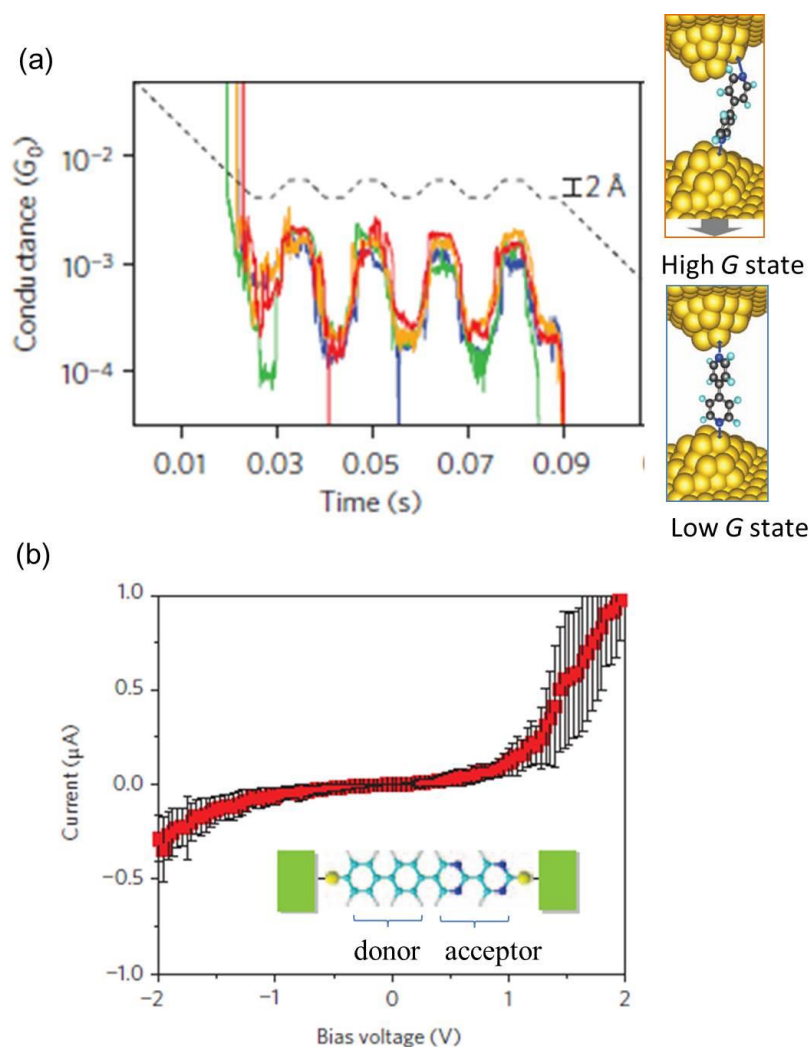 (a)
Conductance (G₀)
10⁻²
10⁻³
10⁻⁴
2 Å
0.01 0.03 0.05 0.07 0.09
Time (s)
High G state
Low G state
(b)
Current (μA)
1.0
0.5
0.0
−0.5
−1.0
donor acceptor
−2 −1 0 1 2
Bias voltage (V)